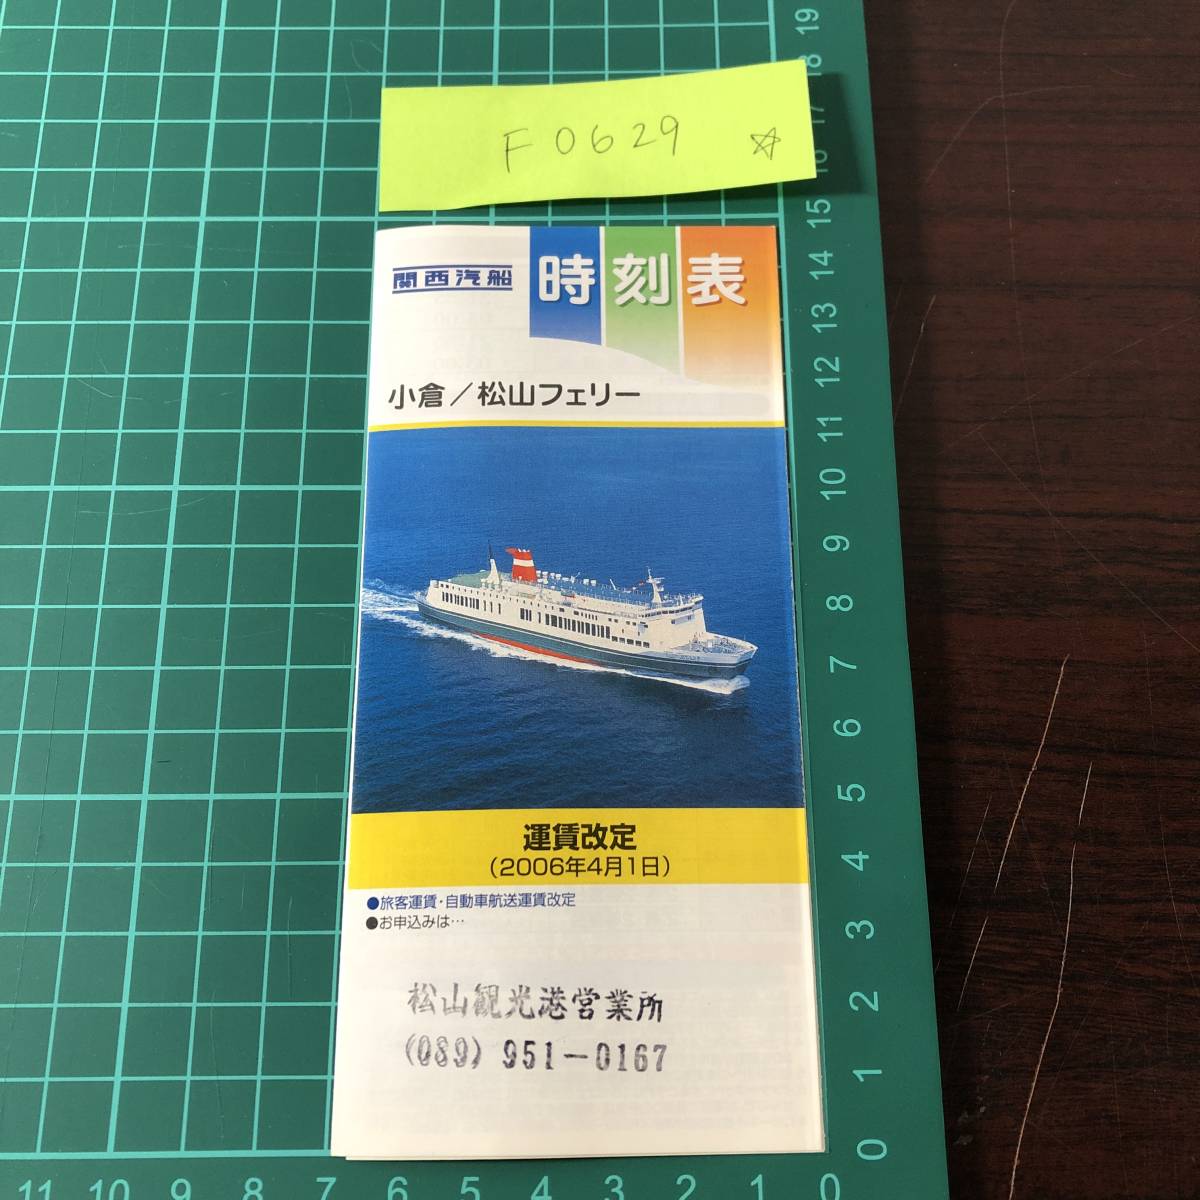 F0629 ☆
関西汽船 時刻表
小倉／松山フェリー
運賃改定
(2006年4月1日)
●旅客運賃・自動車航送運賃改定
●お申込みは…
松山観光港営業所
(089) 951-0167
19
18
17
16
15
14
13
12
11
10
9
8
7
6
5
4
3
2
1
0
11 10 9 8 7 6 5 4 3 2 1 0